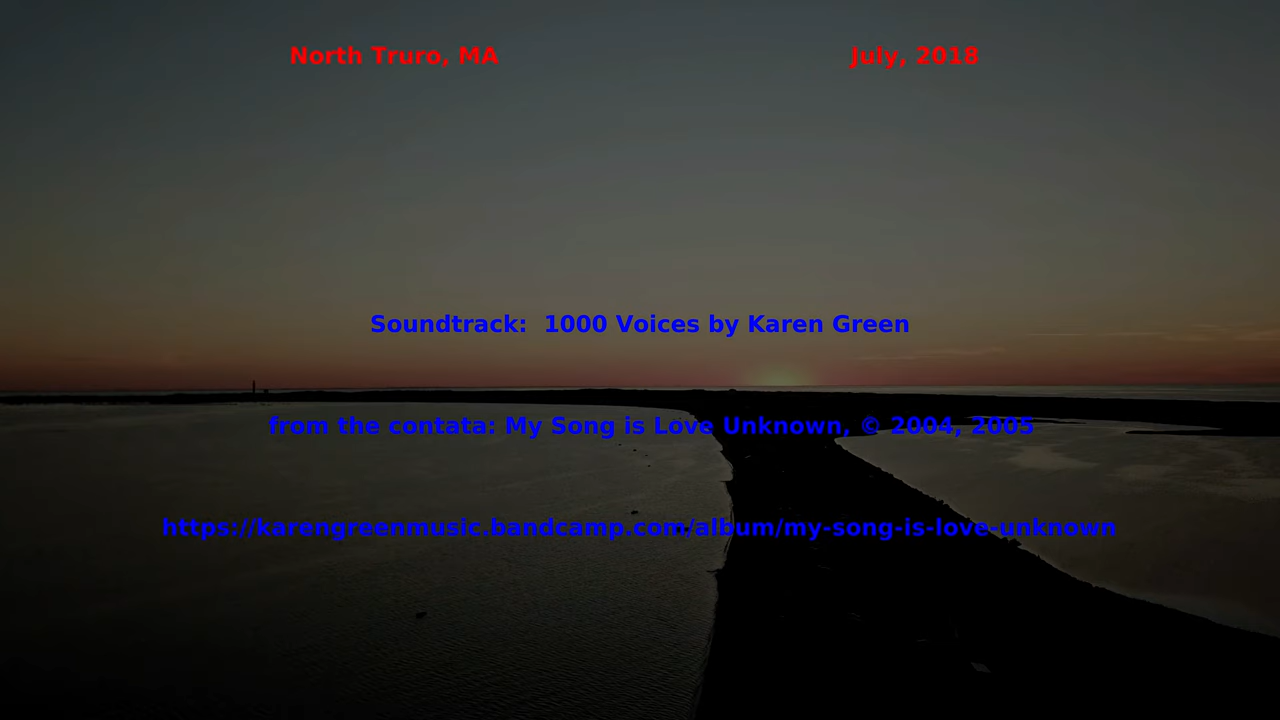 North Truro, MA July, 2018
Soundtrack:  1000 Voices by Karen Green
from the contata: My Song is Love Unknown, © 2004, 2005
https://karengreenmusic.bandcamp.com/album/my-song-is-love-unknown